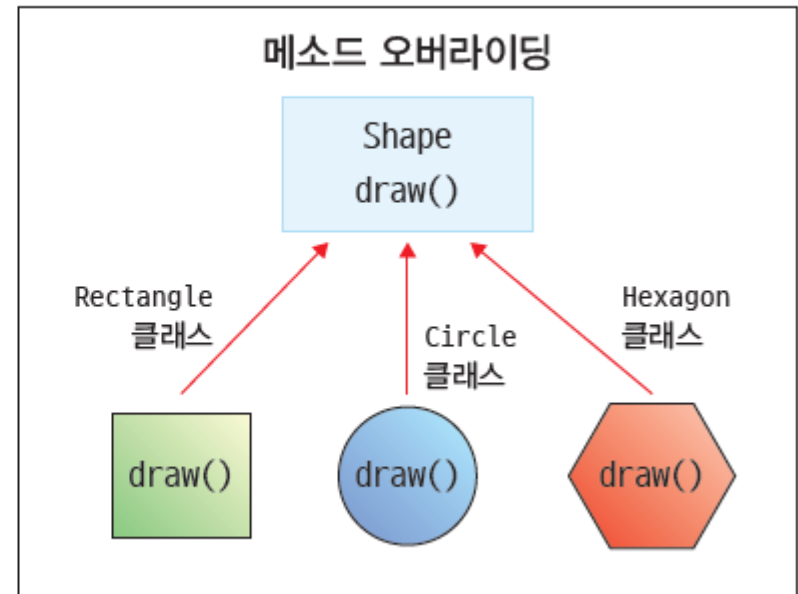 메소드 오버라이딩
Shape
draw()
Rectangle
클래스
Circle
클래스
Hexagon
클래스
draw()
draw()
draw()